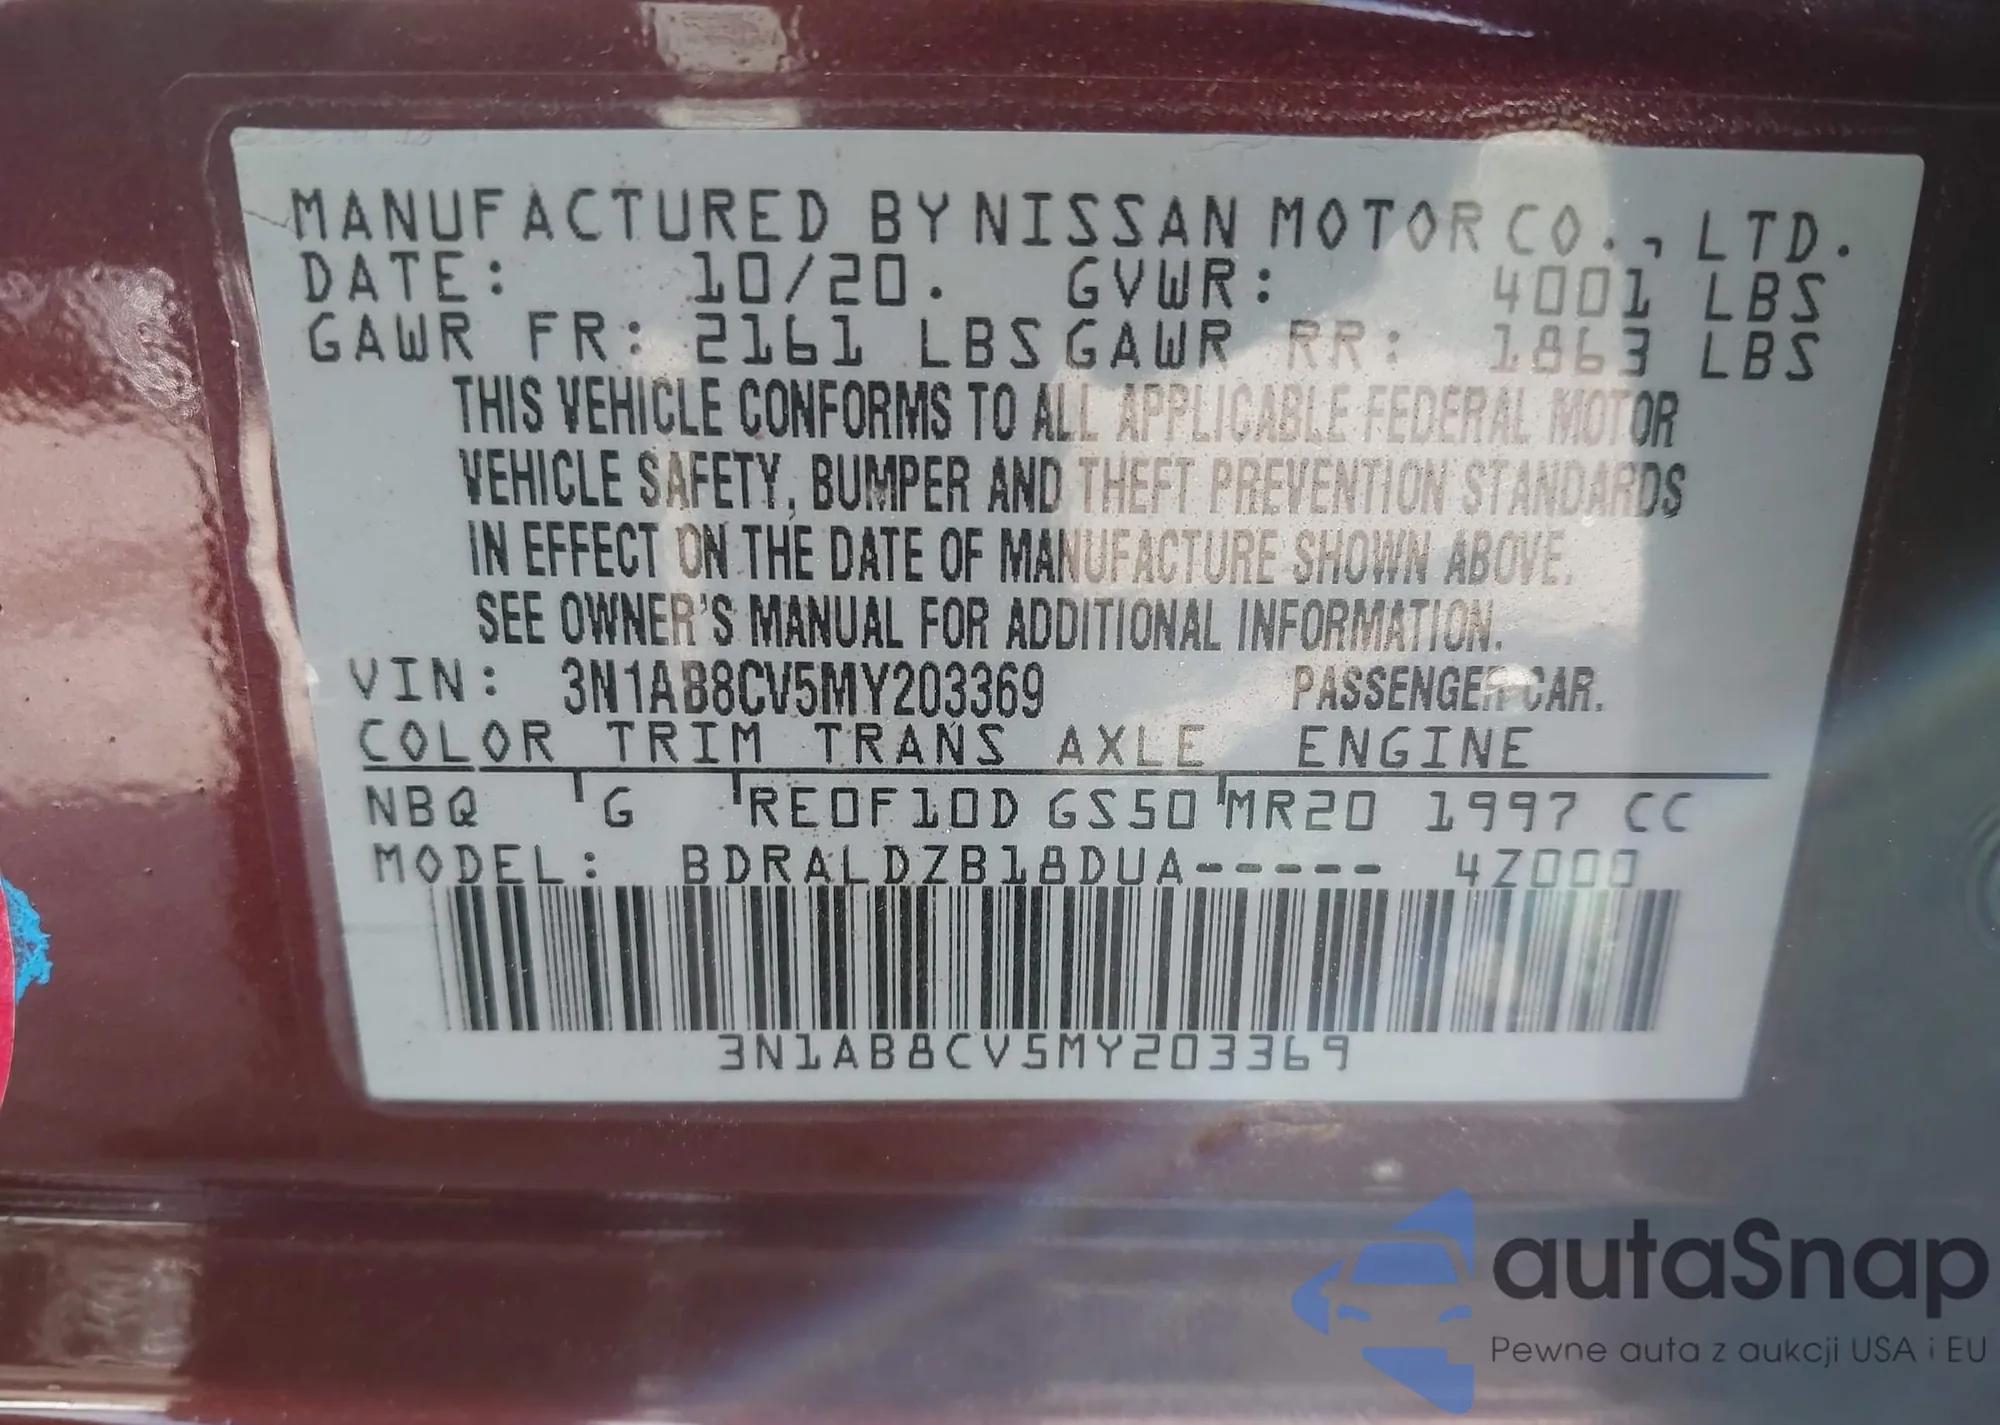 MANUFACTURED BY NISSAN MOTOR CO., LTD.
DATE: 10/20. GVWR: 4001 LBS
GAWR FR: 2161 LBS GAWR RR: 1863 LBS
THIS VEHICLE CONFORMS TO ALL APPLICABLE FEDERAL MOTOR
VEHICLE SAFETY, BUMPER AND THEFT PREVENTION STANDARDS
IN EFFECT ON THE DATE OF MANUFACTURE SHOWN ABOVE.
SEE OWNER'S MANUAL FOR ADDITIONAL INFORMATION.
VIN: 3N1AB8CV5MY203369 PASSENGER CAR.
COLOR TRIM TRANS AXLE ENGINE
NBQ G RE0F10D GS50 MR20 1997 CC
MODEL: BDRALDZB18DUA----- 4Z000
3N1AB8CV5MY203369
autaSnap
Pewne auta z aukcji USA i EU